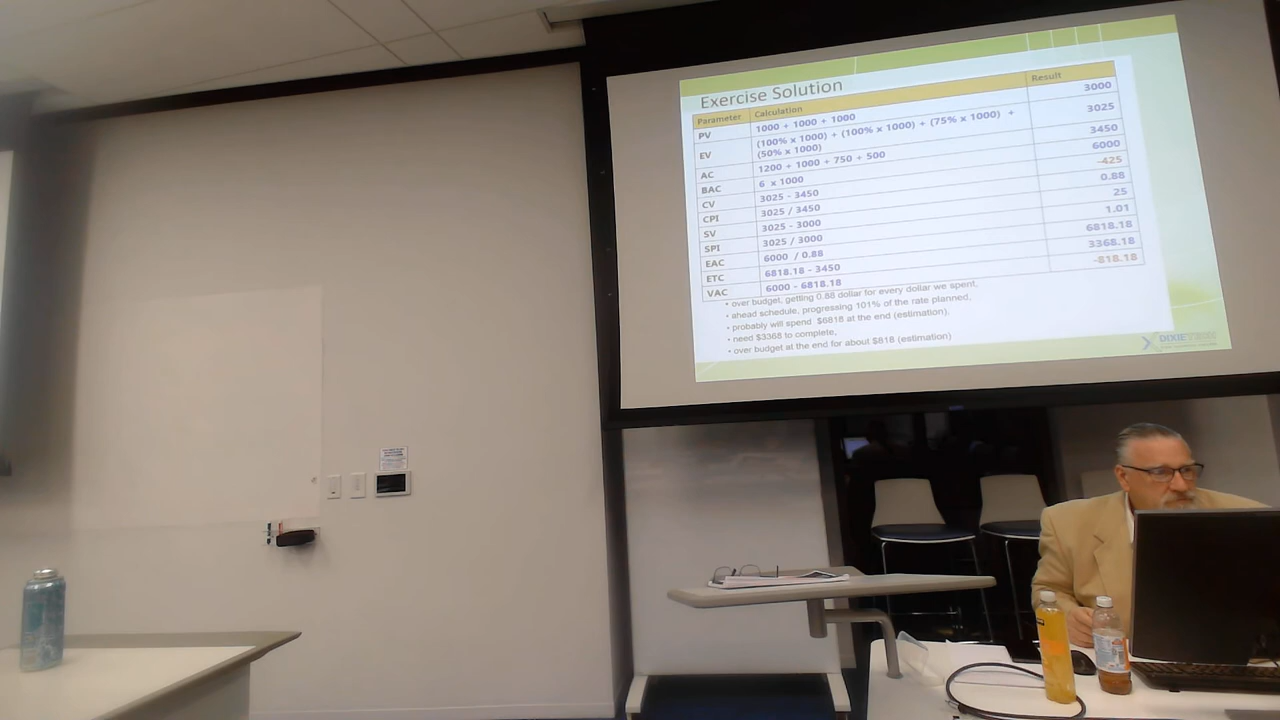 Exercise Solution
Parameter Calculation Result
PV 1000 + 1000 + 1000 3000
EV (100% x 1000) + (100% x 1000) + (75% x 1000) + 3025
(50% x 1000)
AC 1200 + 1000 + 750 + 500 3450
BAC 6 x 1000 6000
CV 3025 - 3450 -425
CPI 3025 / 3450 0.88
SV 3025 - 3000 25
SPI 3025 / 3000 1.01
EAC 6000 / 0.88 6818.18
ETC 6818.18 - 3450 3368.18
VAC 6000 - 6818.18 -818.18
• over budget, getting 0.88 dollar for every dollar we spent,
• ahead schedule, progressing 101% of the rate planned,
• probably will spend $6818 at the end (estimation),
• need $3368 to complete,
• over budget at the end for about $818 (estimation)
DIXIE